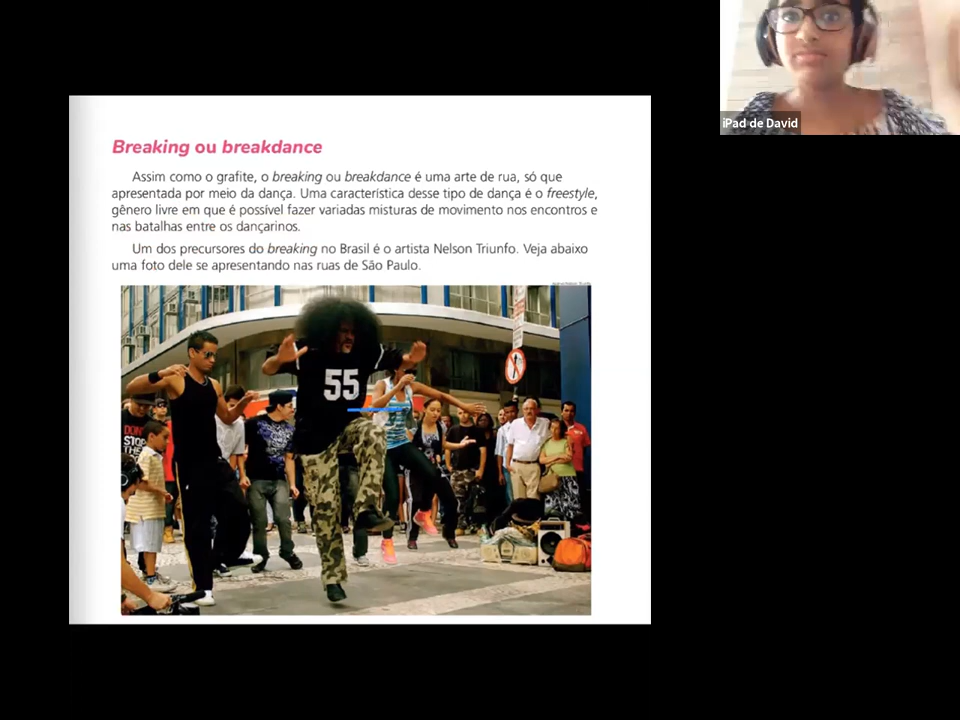 iPad de David
Breaking ou breakdance
Assim como o grafite, o breaking ou breakdance é uma arte de rua, só que
apresentada por meio da dança. Uma característica desse tipo de dança é o freestyle,
gênero livre em que é possível fazer variadas misturas de movimento nos encontros e
nas batalhas entre os dançarinos.
Um dos precursores do breaking no Brasil é o artista Nelson Triunfo. Veja abaixo
uma foto dele se apresentando nas ruas de São Paulo.
55
STOP
THE